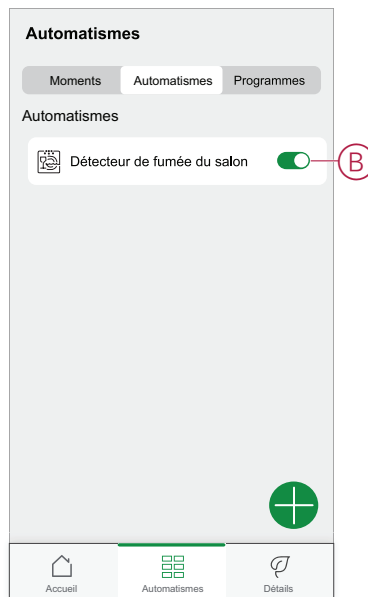 Automatismes
Moments Automatismes Programmes
Automatismes
Détecteur de fumée du salon
B
Accueil Automatismes Détails